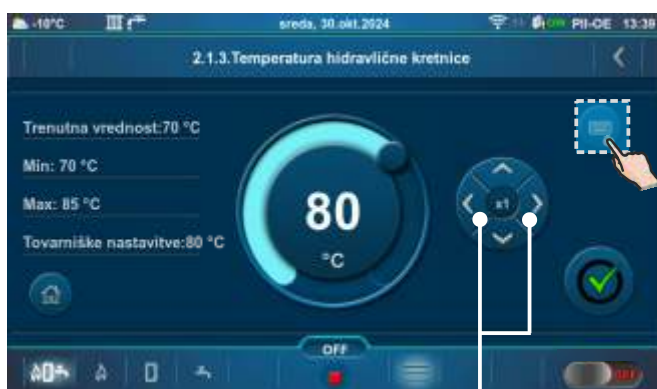 -10°C sreda, 30.okt.2024 PII-OE 13:39
2.1.3.Temperatura hidravlične kretnice
Trenutna vrednost:70 °C
Min: 70 °C
Max: 85 °C
Tovarniške nastavitve:80 °C
80
°C
x1
OFF
OFF